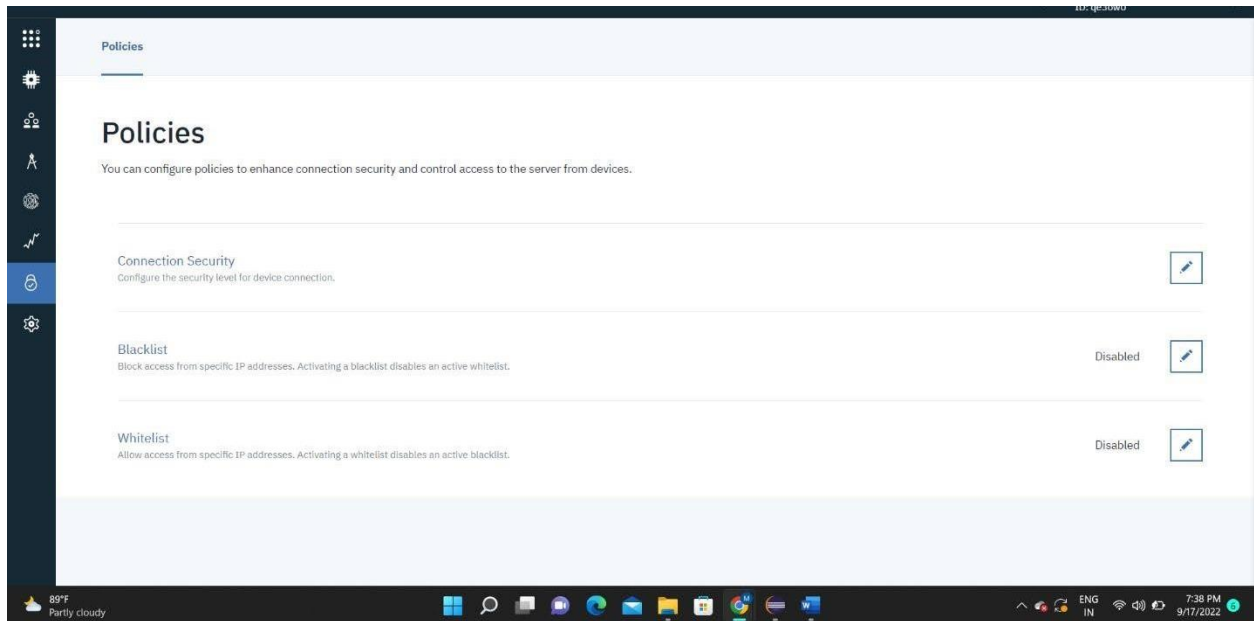 Policies
Policies
You can configure policies to enhance connection security and control access to the server from devices.
Connection Security
Configure the security level for device connection.
Blacklist
Block access from specific IP addresses. Activating a blacklist disables an active whitelist.
Disabled
Whitelist
Allow access from specific IP addresses. Activating a whitelist disables an active blacklist.
Disabled
89°F
Partly cloudy
ENG
IN
7:38 PM
9/17/2022
6